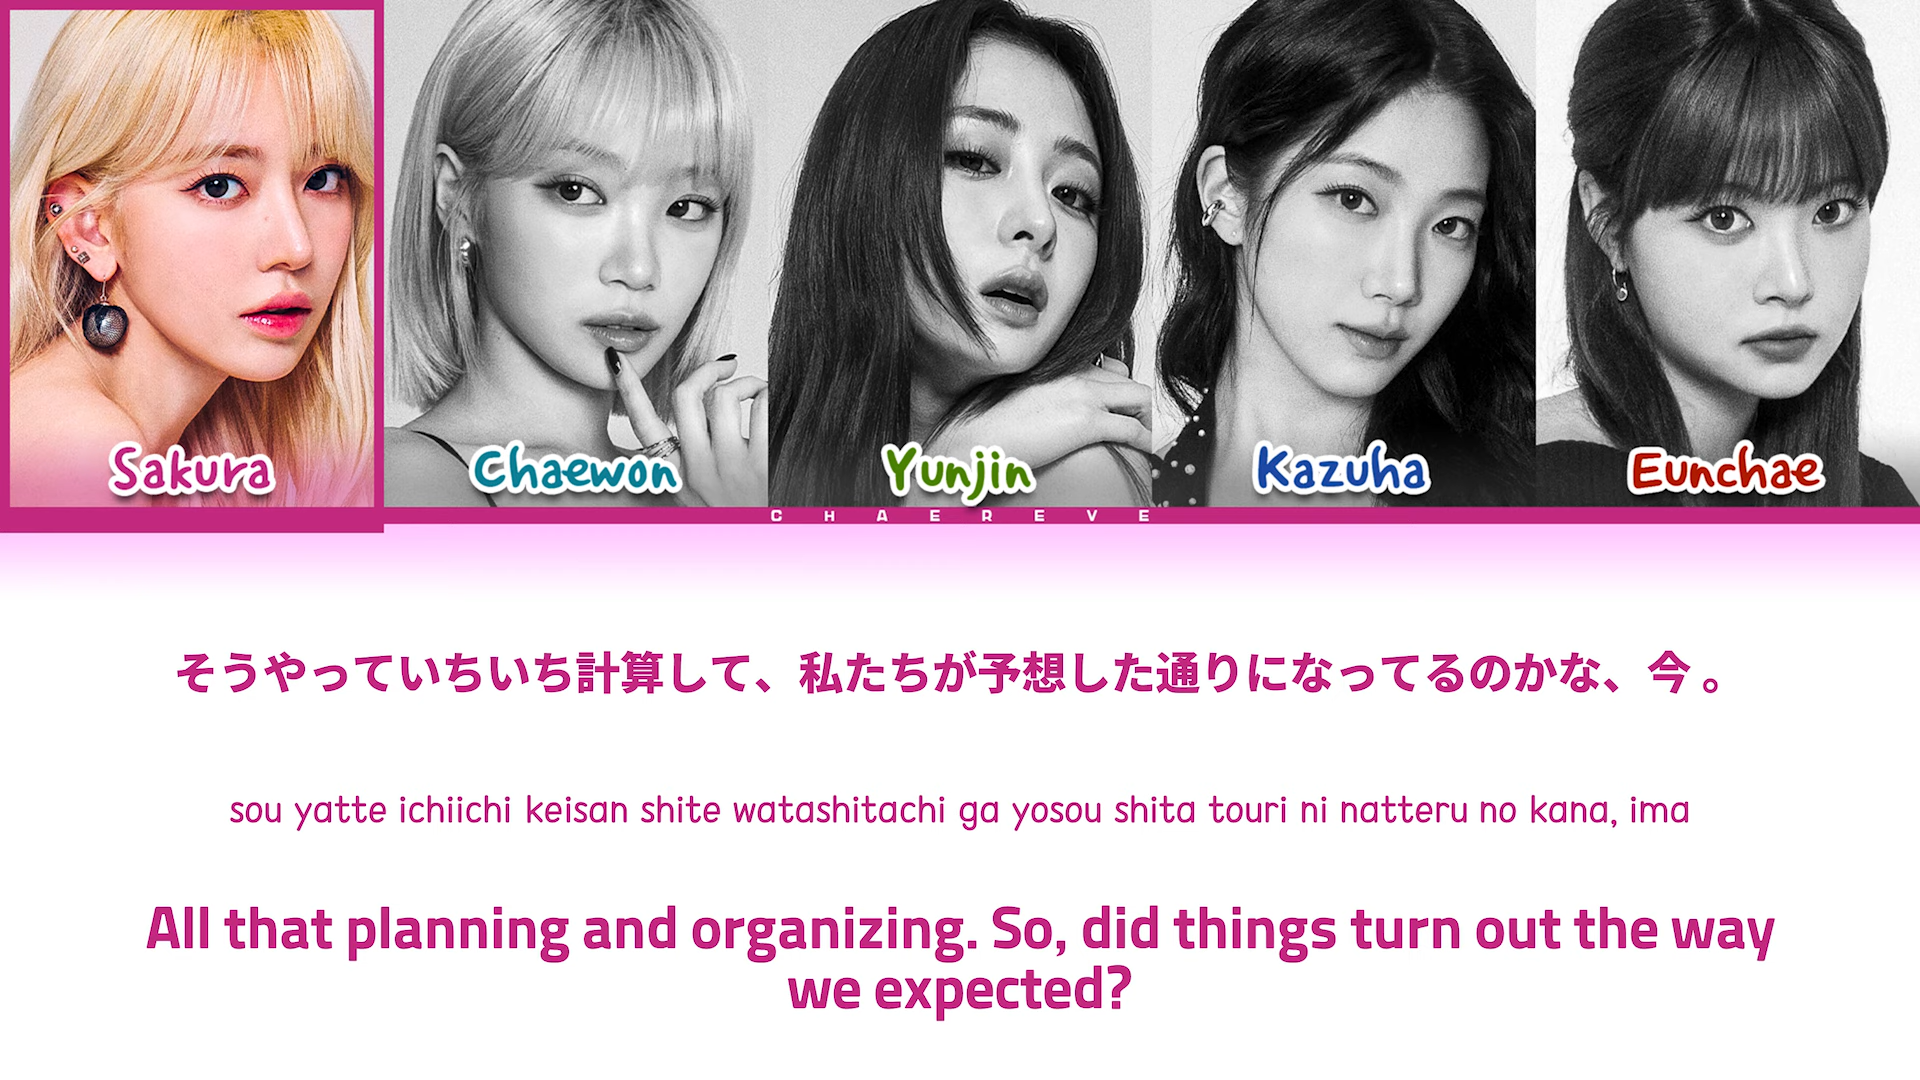 Sakura
Chaewon
Yunjin
Kazuha
Eunchae
CHAEREVE
そうやっていちいち計算して、私たちが予想した通りになってるのかな、今。
sou yatte ichiichi keisan shite watashitachi ga yosou shita touri ni natteru no kana, ima
All that planning and organizing. So, did things turn out the way
we expected?